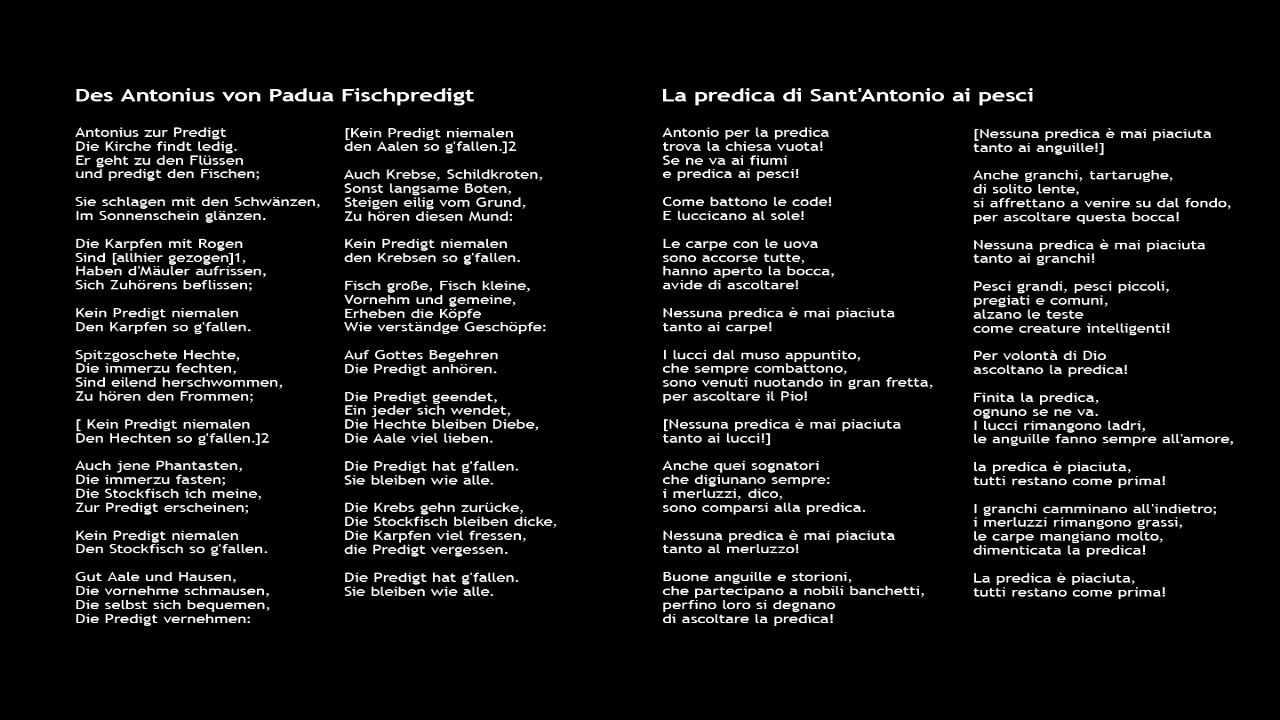 Des Antonius von Padua Fischpredigt
Antonius zur Predigt
Die Kirche findt ledig.
Er geht zu den Flüssen
und predigt den Fischen;
Sie schlagen mit den Schwänzen,
Im Sonnenschein glänzen.
Die Karpfen mit Rogen
Sind [allhier gezogen]1,
Haben d'Mäuler aufrissen,
Sich Zuhörens beflissen;
Kein Predigt niemalen
Den Karpfen so g'fallen.
Spitzgoschete Hechte,
Die immerzu fechten,
Sind eilend herschwommen,
Zu hören den Frommen;
[ Kein Predigt niemalen
Den Hechten so g'fallen.]2
Auch jene Phantasten,
Die immerzu fasten;
Die Stockfisch ich meine,
Zur Predigt erscheinen;
Kein Predigt niemalen
Den Stockfisch so g'fallen.
Gut Aale und Hausen,
Die vornehme schmausen,
Die selbst sich bequemen,
Die Predigt vernehmen:
[Kein Predigt niemalen
den Aalen so g'fallen.]2
Auch Krebse, Schildkroten,
Sonst langsame Boten,
Steigen eilig vom Grund,
Zu hören diesen Mund:
Kein Predigt niemalen
den Krebsen so g'fallen.
Fisch große, Fisch kleine,
Vornehm und gemeine,
Erheben die Köpfe
Wie verständge Geschöpfe:
Auf Gottes Begehren
Die Predigt anhören.
Die Predigt geendet,
Ein jeder sich wendet,
Die Hechte bleiben Diebe,
Die Aale viel lieben.
Die Predigt hat g'fallen.
Sie bleiben wie alle.
Die Krebs gehn zurücke,
Die Stockfisch bleiben dicke,
Die Karpfen viel fressen,
die Predigt vergessen.
Die Predigt hat g'fallen.
Sie bleiben wie alle.
La predica di Sant'Antonio ai pesci
Antonio per la predica
trova la chiesa vuota!
Se ne va ai fiumi
e predica ai pesci!
Come battono le code!
E luccicano al sole!
Le carpe con le uova
sono accorse tutte,
hanno aperto la bocca,
avide di ascoltare!
Nessuna predica è mai piaciuta
tanto ai carpe!
I lucci dal muso appuntito,
che sempre combattono,
sono venuti nuotando in gran fretta,
per ascoltare il Pio!
[Nessuna predica è mai piaciuta
tanto ai lucci!]
Anche quei sognatori
che digiunano sempre:
i merluzzi, dico,
sono comparsi alla predica.
Nessuna predica è mai piaciuta
tanto al merluzzo!
Buone anguille e storioni,
che partecipano a nobili banchetti,
perfino loro si degnano
di ascoltare la predica!
[Nessuna predica è mai piaciuta
tanto ai anguille!]
Anche granchi, tartarughe,
di solito lente,
si affrettano a venire su dal fondo,
per ascoltare questa bocca!
Nessuna predica è mai piaciuta
tanto ai granchi!
Pesci grandi, pesci piccoli,
pregiati e comuni,
alzano le teste
come creature intelligenti!
Per volontà di Dio
ascoltano la predica!
Finita la predica,
ognuno se ne va.
I lucci rimangono ladri,
le anguille fanno sempre all'amore,
la predica è piaciuta,
tutti restano come prima!
I granchi camminano all'indietro;
i merluzzi rimangono grassi,
le carpe mangiano molto,
dimenticata la predica!
La predica è piaciuta,
tutti restano come prima!